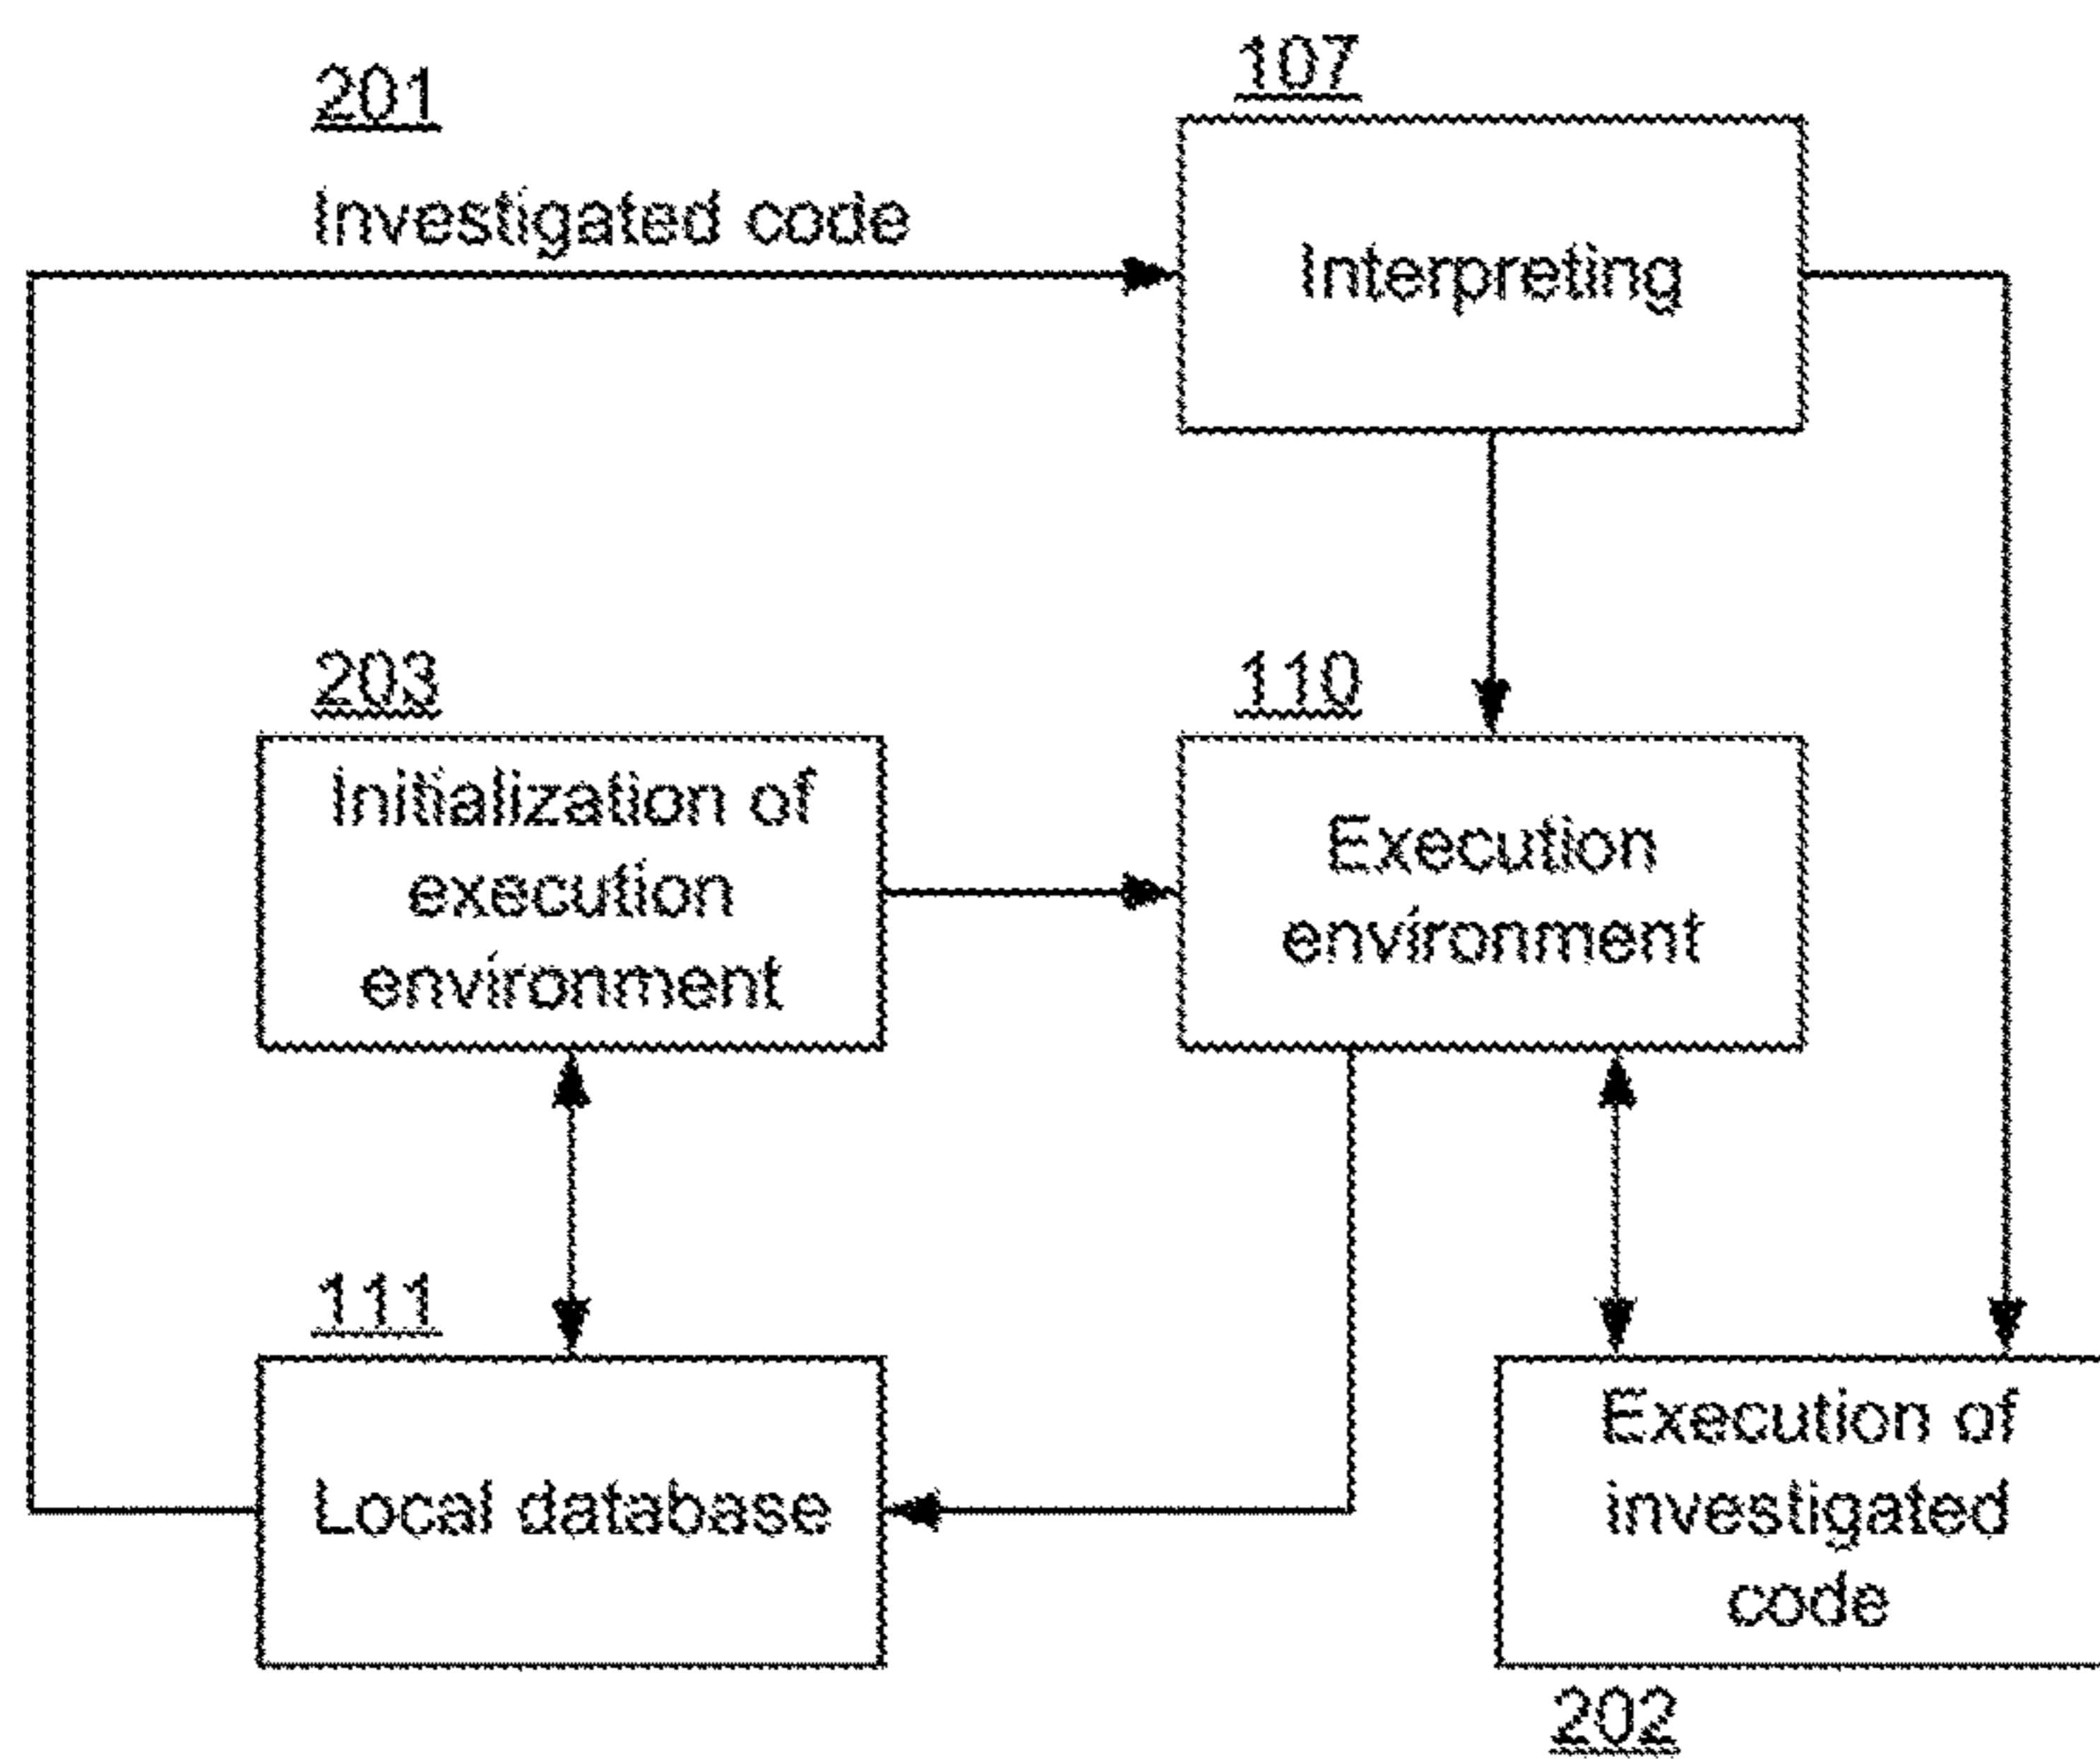 201
Investigated code
107
Interpreting
203
Initialization of
execution
environment
110
Execution
environment
111
Local database
Execution of
investigated
code
202